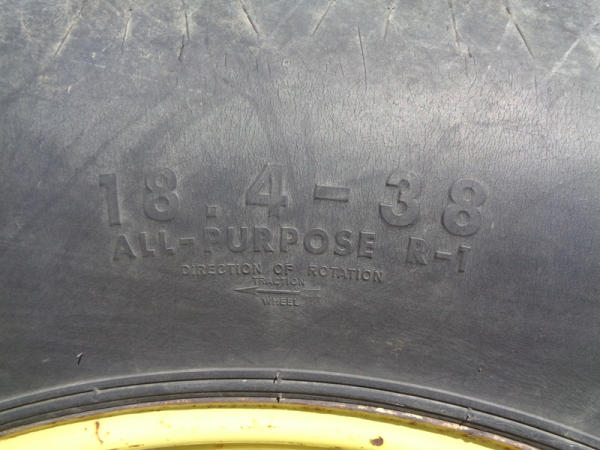 18.4-38
ALL-PURPOSE R-1
DIRECTION OF ROTATION
TRACTION
WHEEL